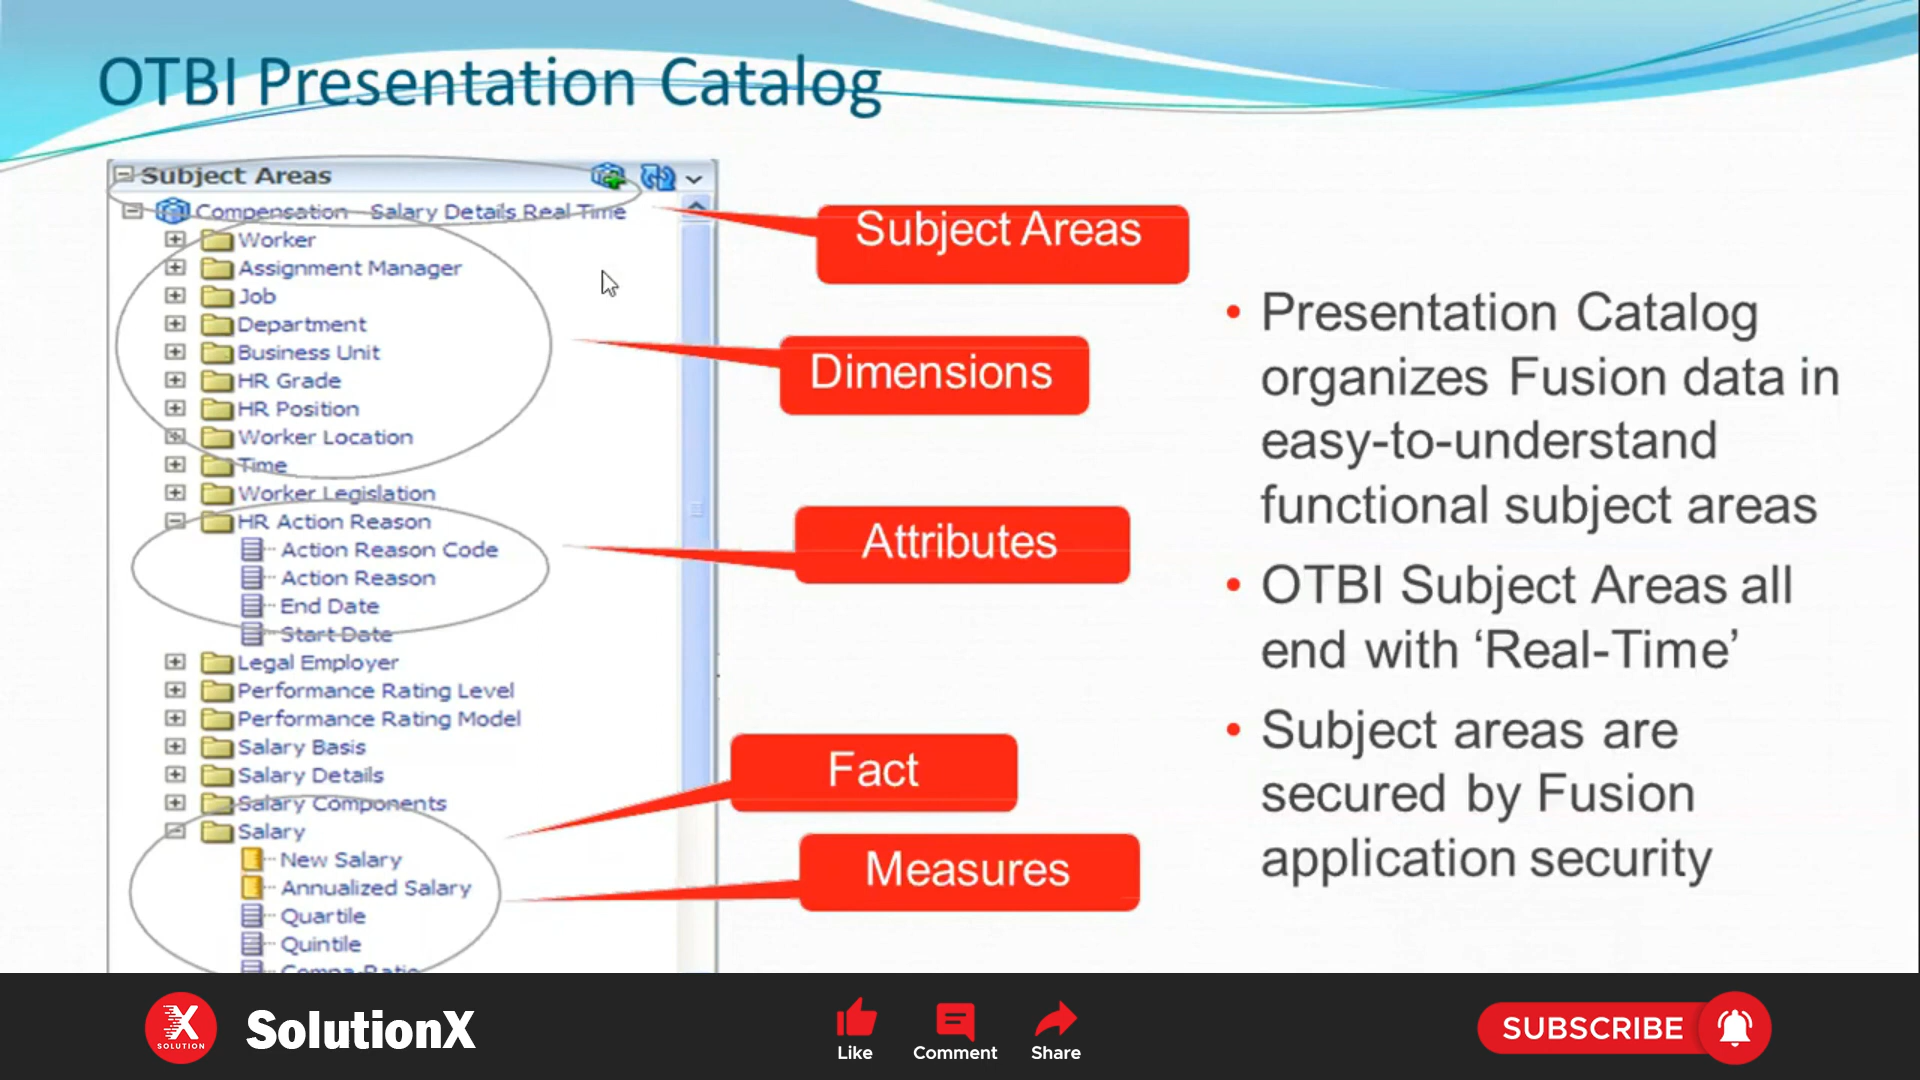 OTBI Presentation Catalog
Subject Areas
Compensation - Salary Details Real Time
Worker
Assignment Manager
Job
Department
Business Unit
HR Grade
HR Position
Worker Location
Time
Worker Legislation
HR Action Reason
Action Reason Code
Action Reason
End Date
Start Date
Legal Employer
Performance Rating Level
Performance Rating Model
Salary Basis
Salary Details
Salary Components
Salary
New Salary
Annualized Salary
Quartile
Quintile
Compa-Ratio
Subject Areas
Dimensions
Attributes
Fact
Measures
• Presentation Catalog
organizes Fusion data in
easy-to-understand
functional subject areas
• OTBI Subject Areas all
end with ‘Real-Time’
• Subject areas are
secured by Fusion
application security
X
SOLUTION
SolutionX
Like
Comment
Share
SUBSCRIBE